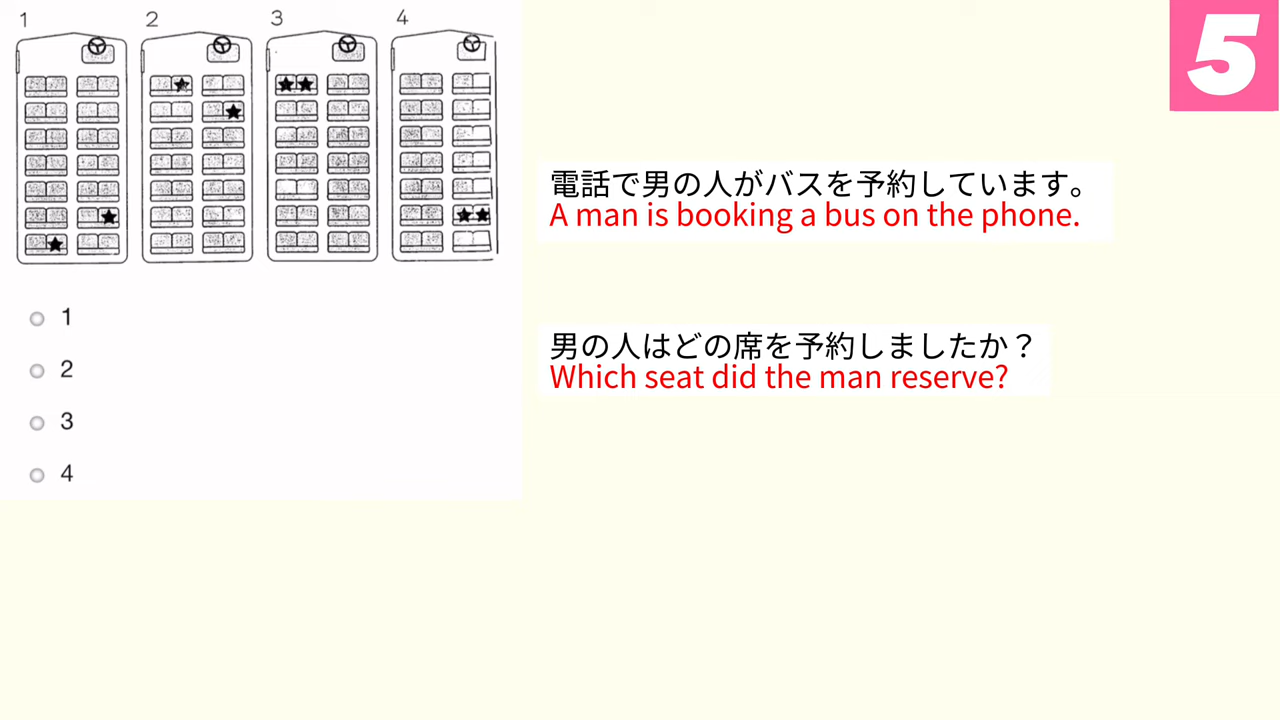 1 2 3 4
5
電話で男の人がバスを予約しています。
A man is booking a bus on the phone.
男の人はどの席を予約しましたか？
Which seat did the man reserve?
1
2
3
4